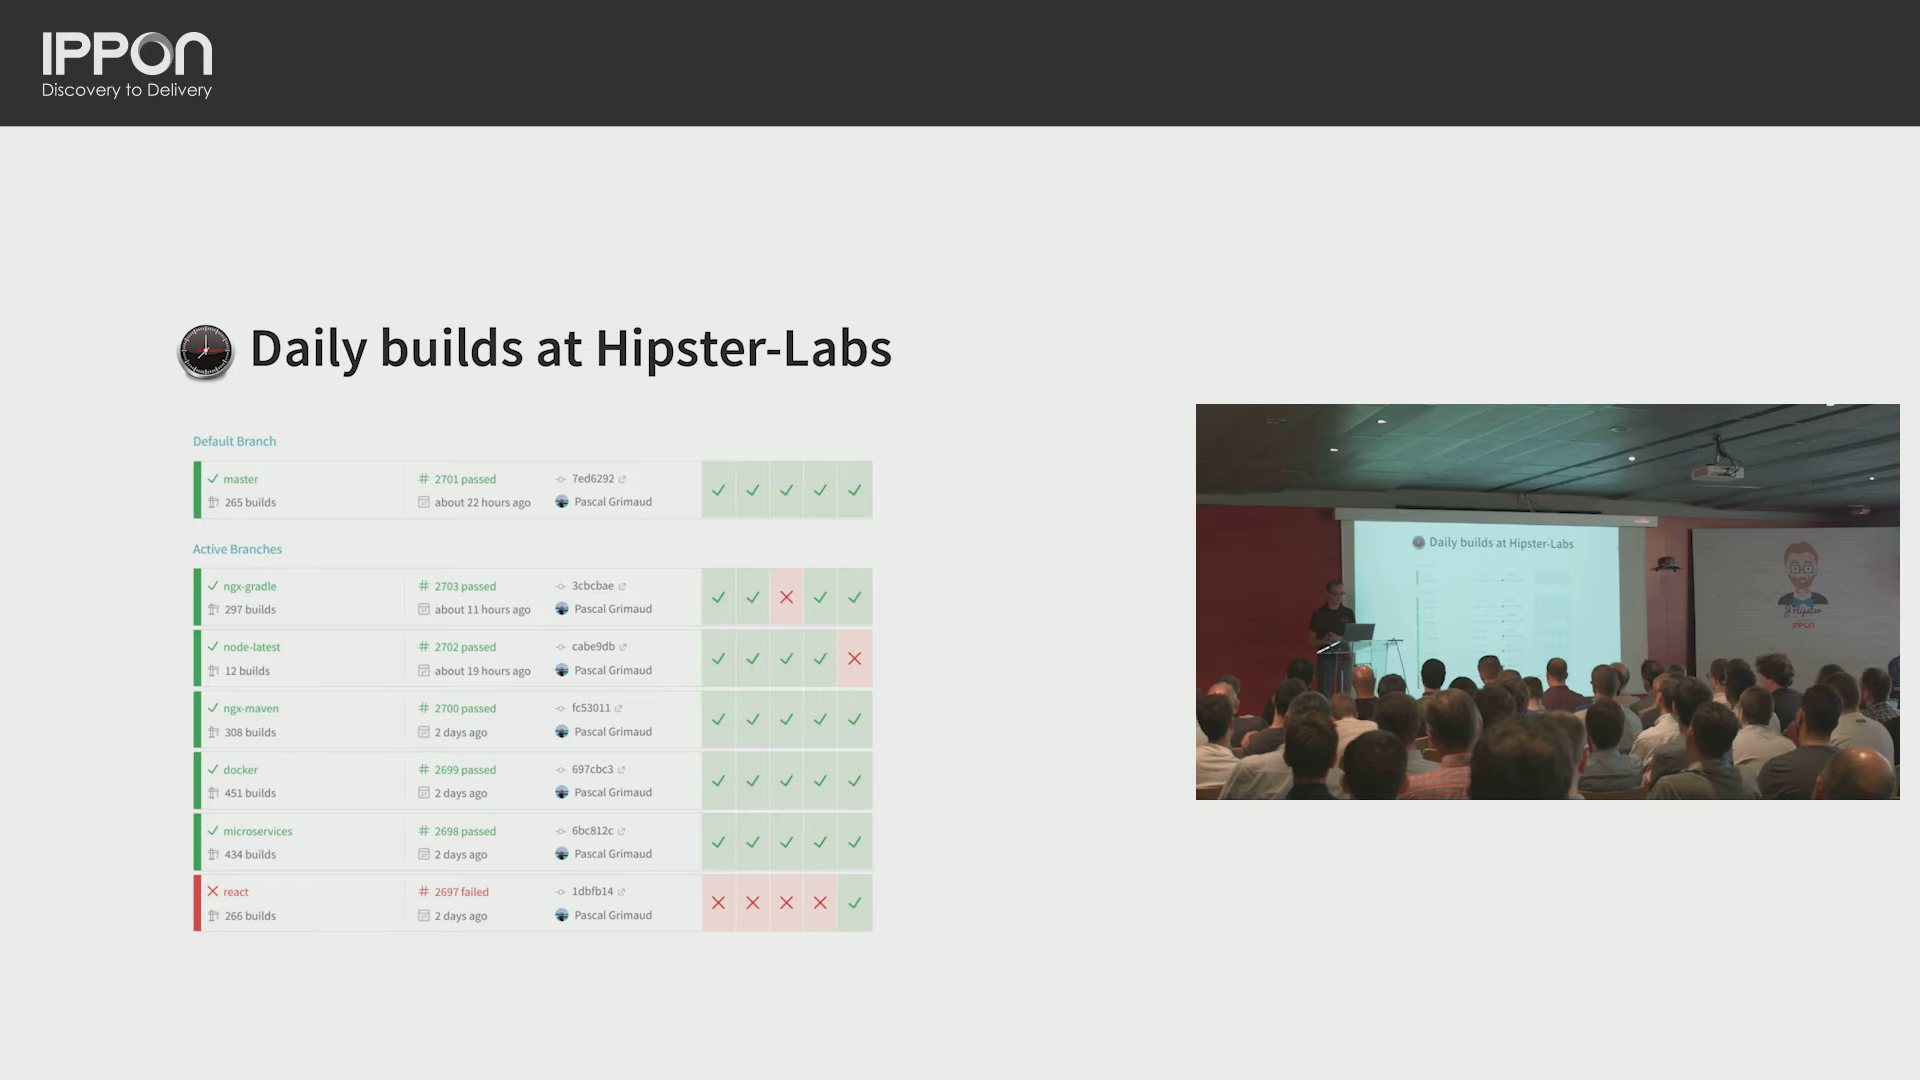 IPPON
Discovery to Delivery
Daily builds at Hipster-Labs
Default Branch
master
# 2701 passed
7ed6292
265 builds
about 22 hours ago
Pascal Grimaud
Active Branches
ngx-gradle
# 2703 passed
3cbcbae
297 builds
about 11 hours ago
Pascal Grimaud
node-latest
# 2702 passed
cabe9db
12 builds
about 19 hours ago
Pascal Grimaud
ngx-maven
# 2700 passed
fc53011
308 builds
2 days ago
Pascal Grimaud
docker
# 2699 passed
697cbc3
451 builds
2 days ago
Pascal Grimaud
microservices
# 2698 passed
6bc812c
434 builds
2 days ago
Pascal Grimaud
react
# 2697 failed
1dbfb14
266 builds
2 days ago
Pascal Grimaud
Daily builds at Hipster-Labs
JHipster
IPPON